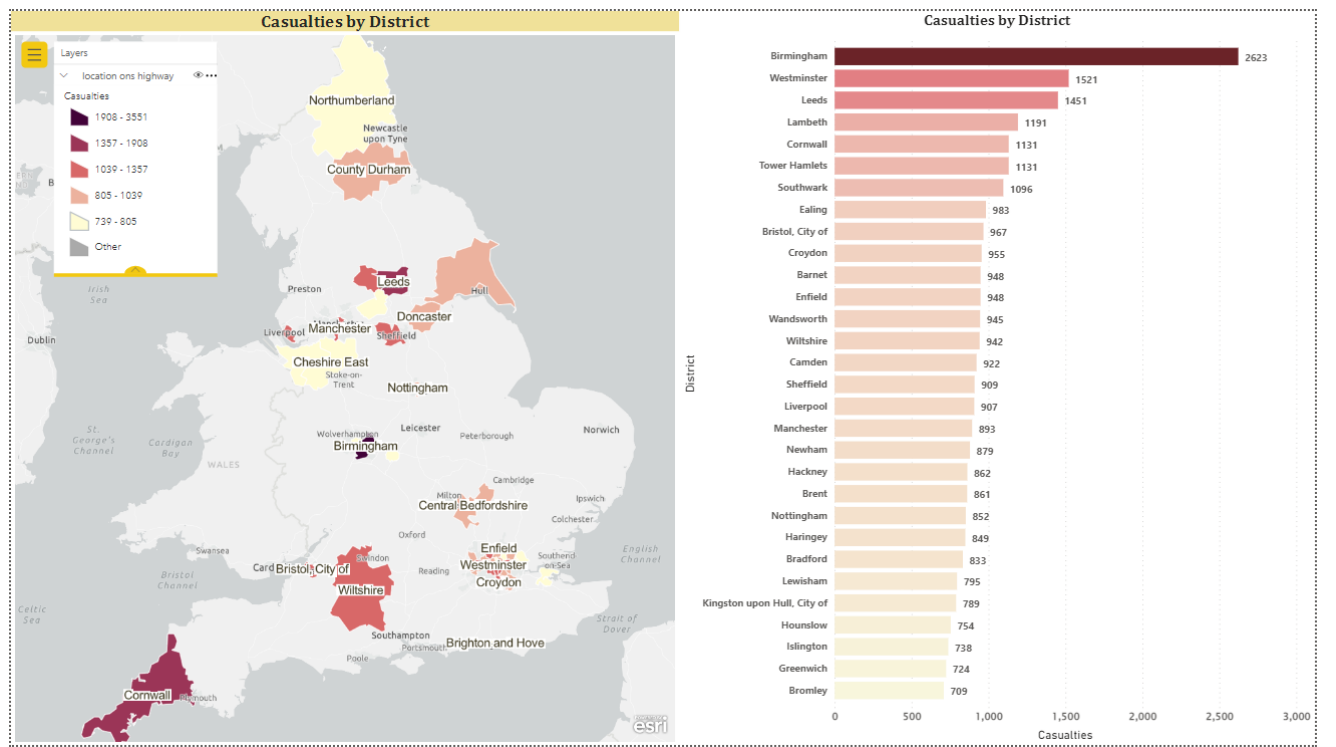 Casualties by District
Layers
location ons highway
Casualties
1908 - 3551
1357 - 1908
1039 - 1357
805 - 1039
739 - 805
Other
Northumberland
Newcastle
upon Tyne
County Durham
Irish
Sea
Preston
Leeds
Hull
Dublin
Liverpool
Manchester
Doncaster
Sheffield
Cheshire East
Stoke-on-
Trent
Nottingham
St.
George's
Channel
Cardigan
Bay
WALES
Wolverhampton
Birmingham
Leicester
Peterborough
Norwich
Cambridge
Milton
Central Bedfordshire
Ipswich
Colchester
Oxford
Swansea
Bristol
Channel
Bristol, City of
Swindon
Wiltshire
Reading
Enfield
Westminster
Croydon
Southend
-on-Sea
English
Channel
Celtic
Sea
Southampton
Portsmouth
Brighton and Hove
Poole
Strait of
Dover
Cornwall
Plymouth
esri
Casualties by District
District
Birmingham 2623
Westminster 1521
Leeds 1451
Lambeth 1191
Cornwall 1131
Tower Hamlets 1131
Southwark 1096
Ealing 983
Bristol, City of 967
Croydon 955
Barnet 948
Enfield 948
Wandsworth 945
Wiltshire 942
Camden 922
Sheffield 909
Liverpool 907
Manchester 893
Newham 879
Hackney 862
Brent 861
Nottingham 852
Haringey 849
Bradford 833
Lewisham 795
Kingston upon Hull, City of 789
Hounslow 754
Islington 738
Greenwich 724
Bromley 709
0 500 1,000 1,500 2,000 2,500 3,000
Casualties